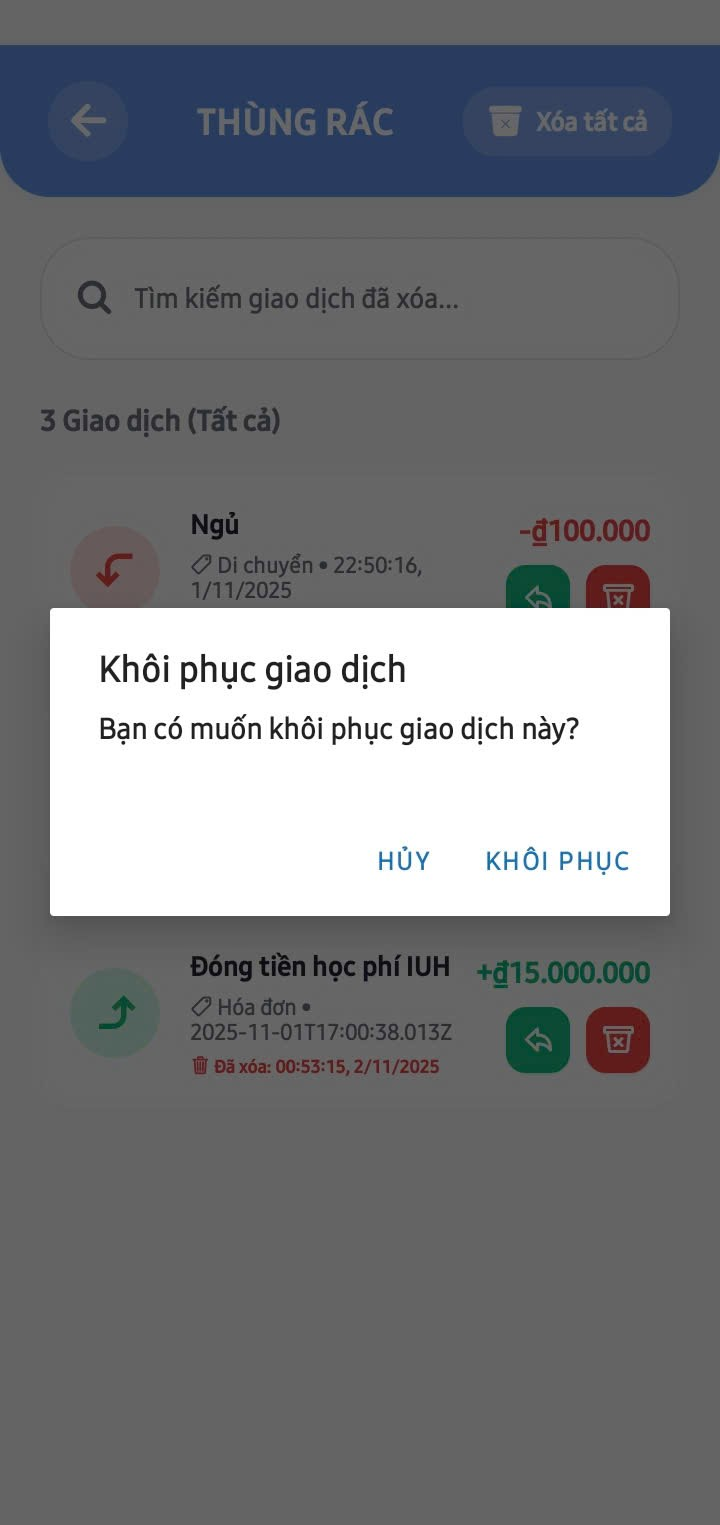 THÙNG RÁC
Xóa tất cả
Tìm kiếm giao dịch đã xóa...
3 Giao dịch (Tất cả)
Ngủ
-₫100.000
Di chuyển • 22:50:16,
1/11/2025
Khôi phục giao dịch
Bạn có muốn khôi phục giao dịch này?
HỦY
KHÔI PHỤC
Đóng tiền học phí IUH
+₫15.000.000
Hóa đơn •
2025-11-01T17:00:38.013Z
Đã xóa: 00:53:15, 2/11/2025